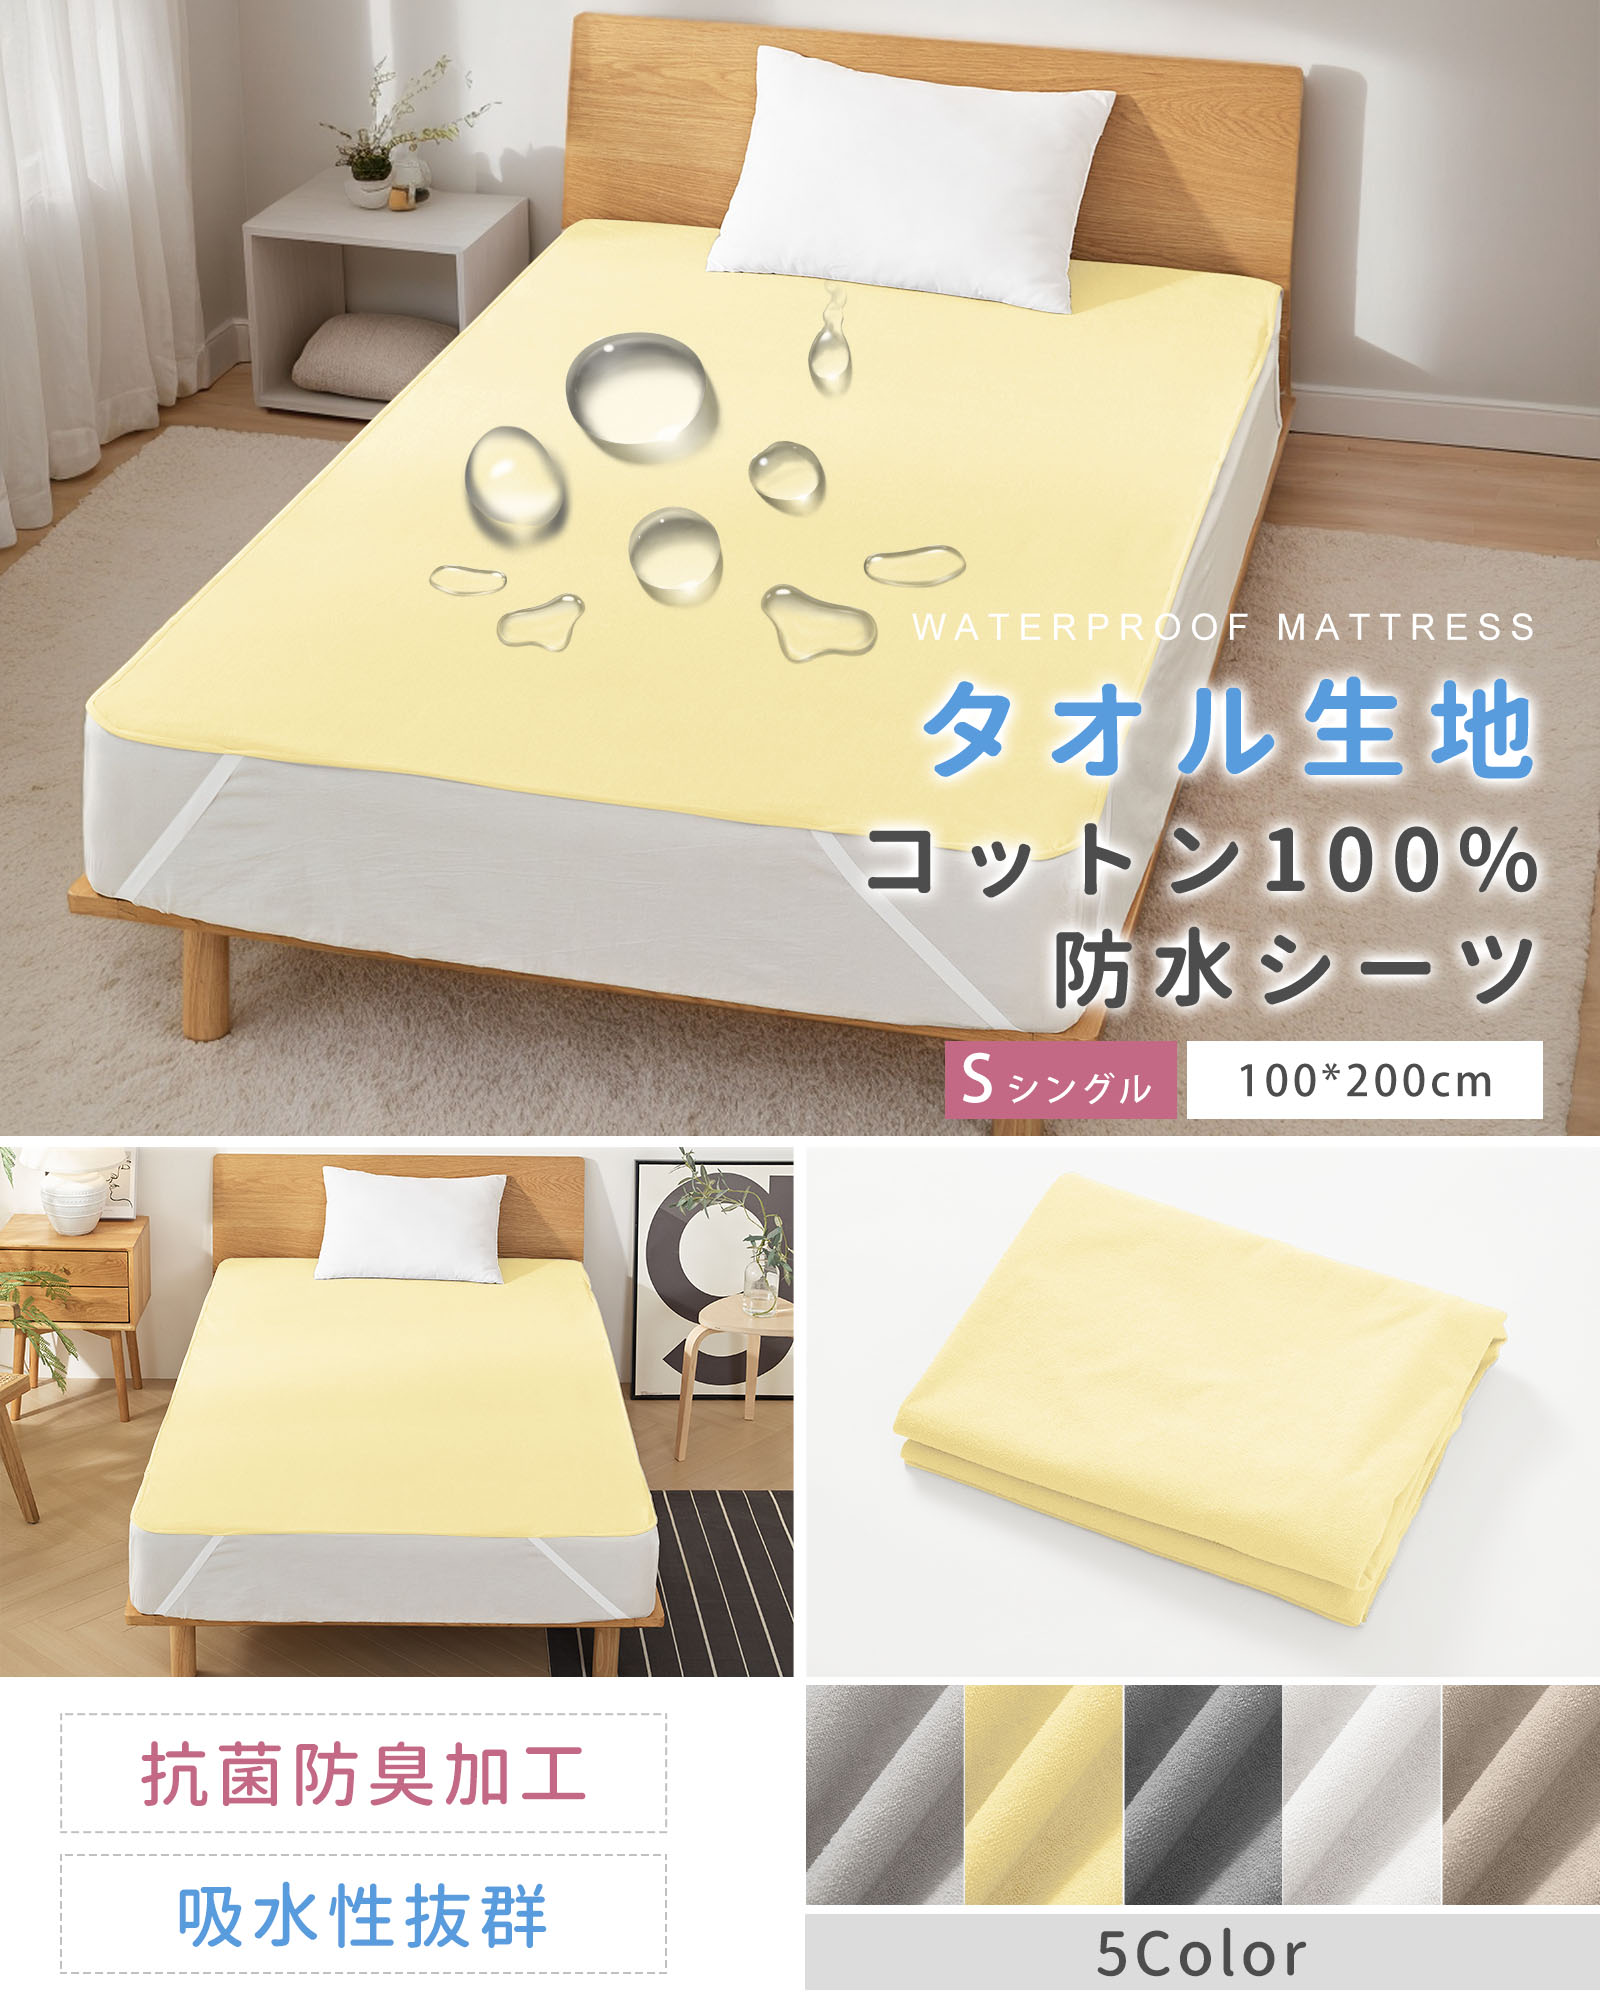 WATERPROOF MATTRESS
タオル生地
コットン100%
防水シーツ
S シングル
100*200cm
抗菌防臭加工
吸水性抜群
5Color